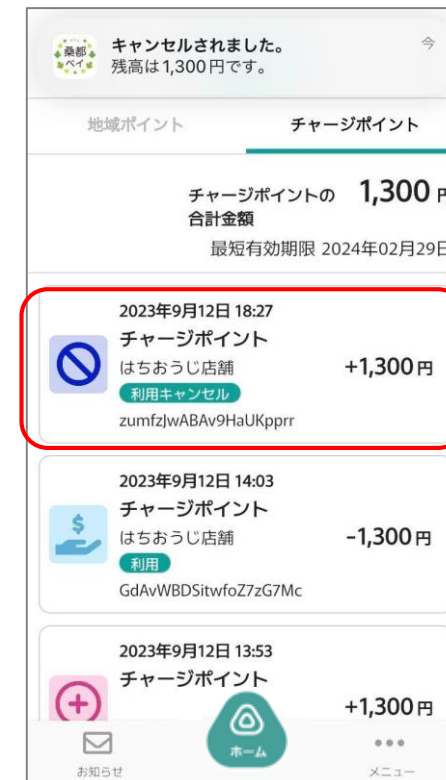 桑都
ペイ
キャンセルされました。
今
残高は1,300円です。
地域ポイント
チャージポイント
チャージポイントの 1,300 円
合計金額
最短有効期限 2024年02月29日
2023年9月12日 18:27
チャージポイント
はちおうじ店舗
+1,300円
利用キャンセル
zumfzJwABAv9HaUKpprr
2023年9月12日 14:03
チャージポイント
はちおうじ店舗
-1,300円
利用
GdAvWBDSitwfoZ7zG7Mc
2023年9月12日 13:53
チャージポイント
+1,300円
お知らせ
ホーム
メニュー